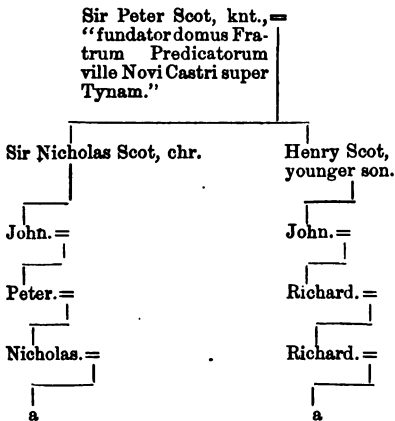 Sir Peter Scot, knt.,=
“fundator domus Fra-
trum Predicatorum
ville Novi Castri super
Tynam.”
Sir Nicholas Scot, chr.
Henry Scot,
younger son.
John.=
John.=
Peter.=
Richard.=
Nicholas.=
Richard.=
a
a